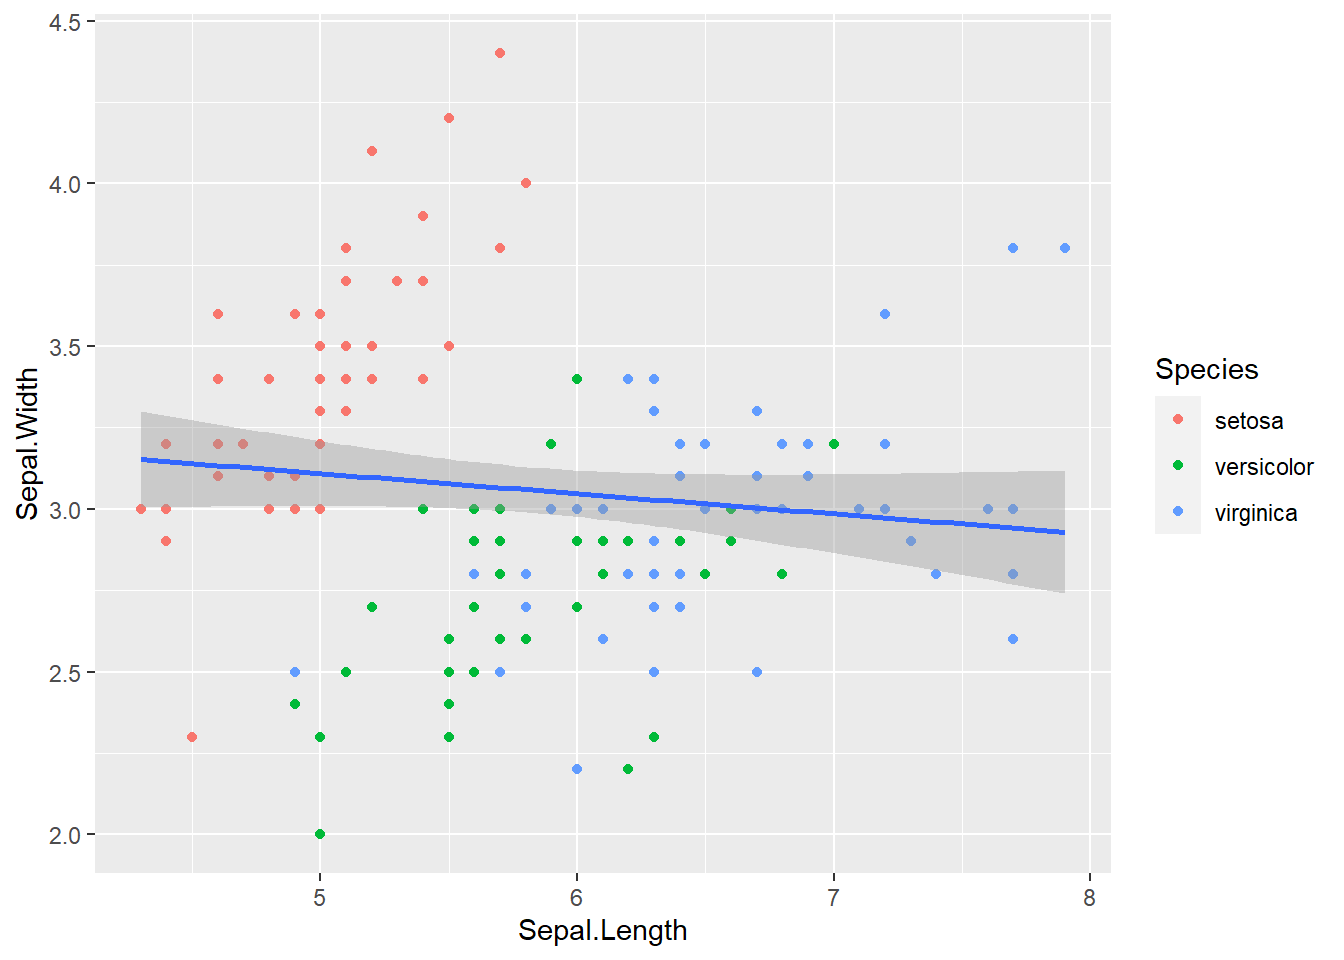 4.5
4.0
3.5
3.0
2.5
2.0
Sepal.Width
5 6 7 8
Sepal.Length
Species
setosa
versicolor
virginica